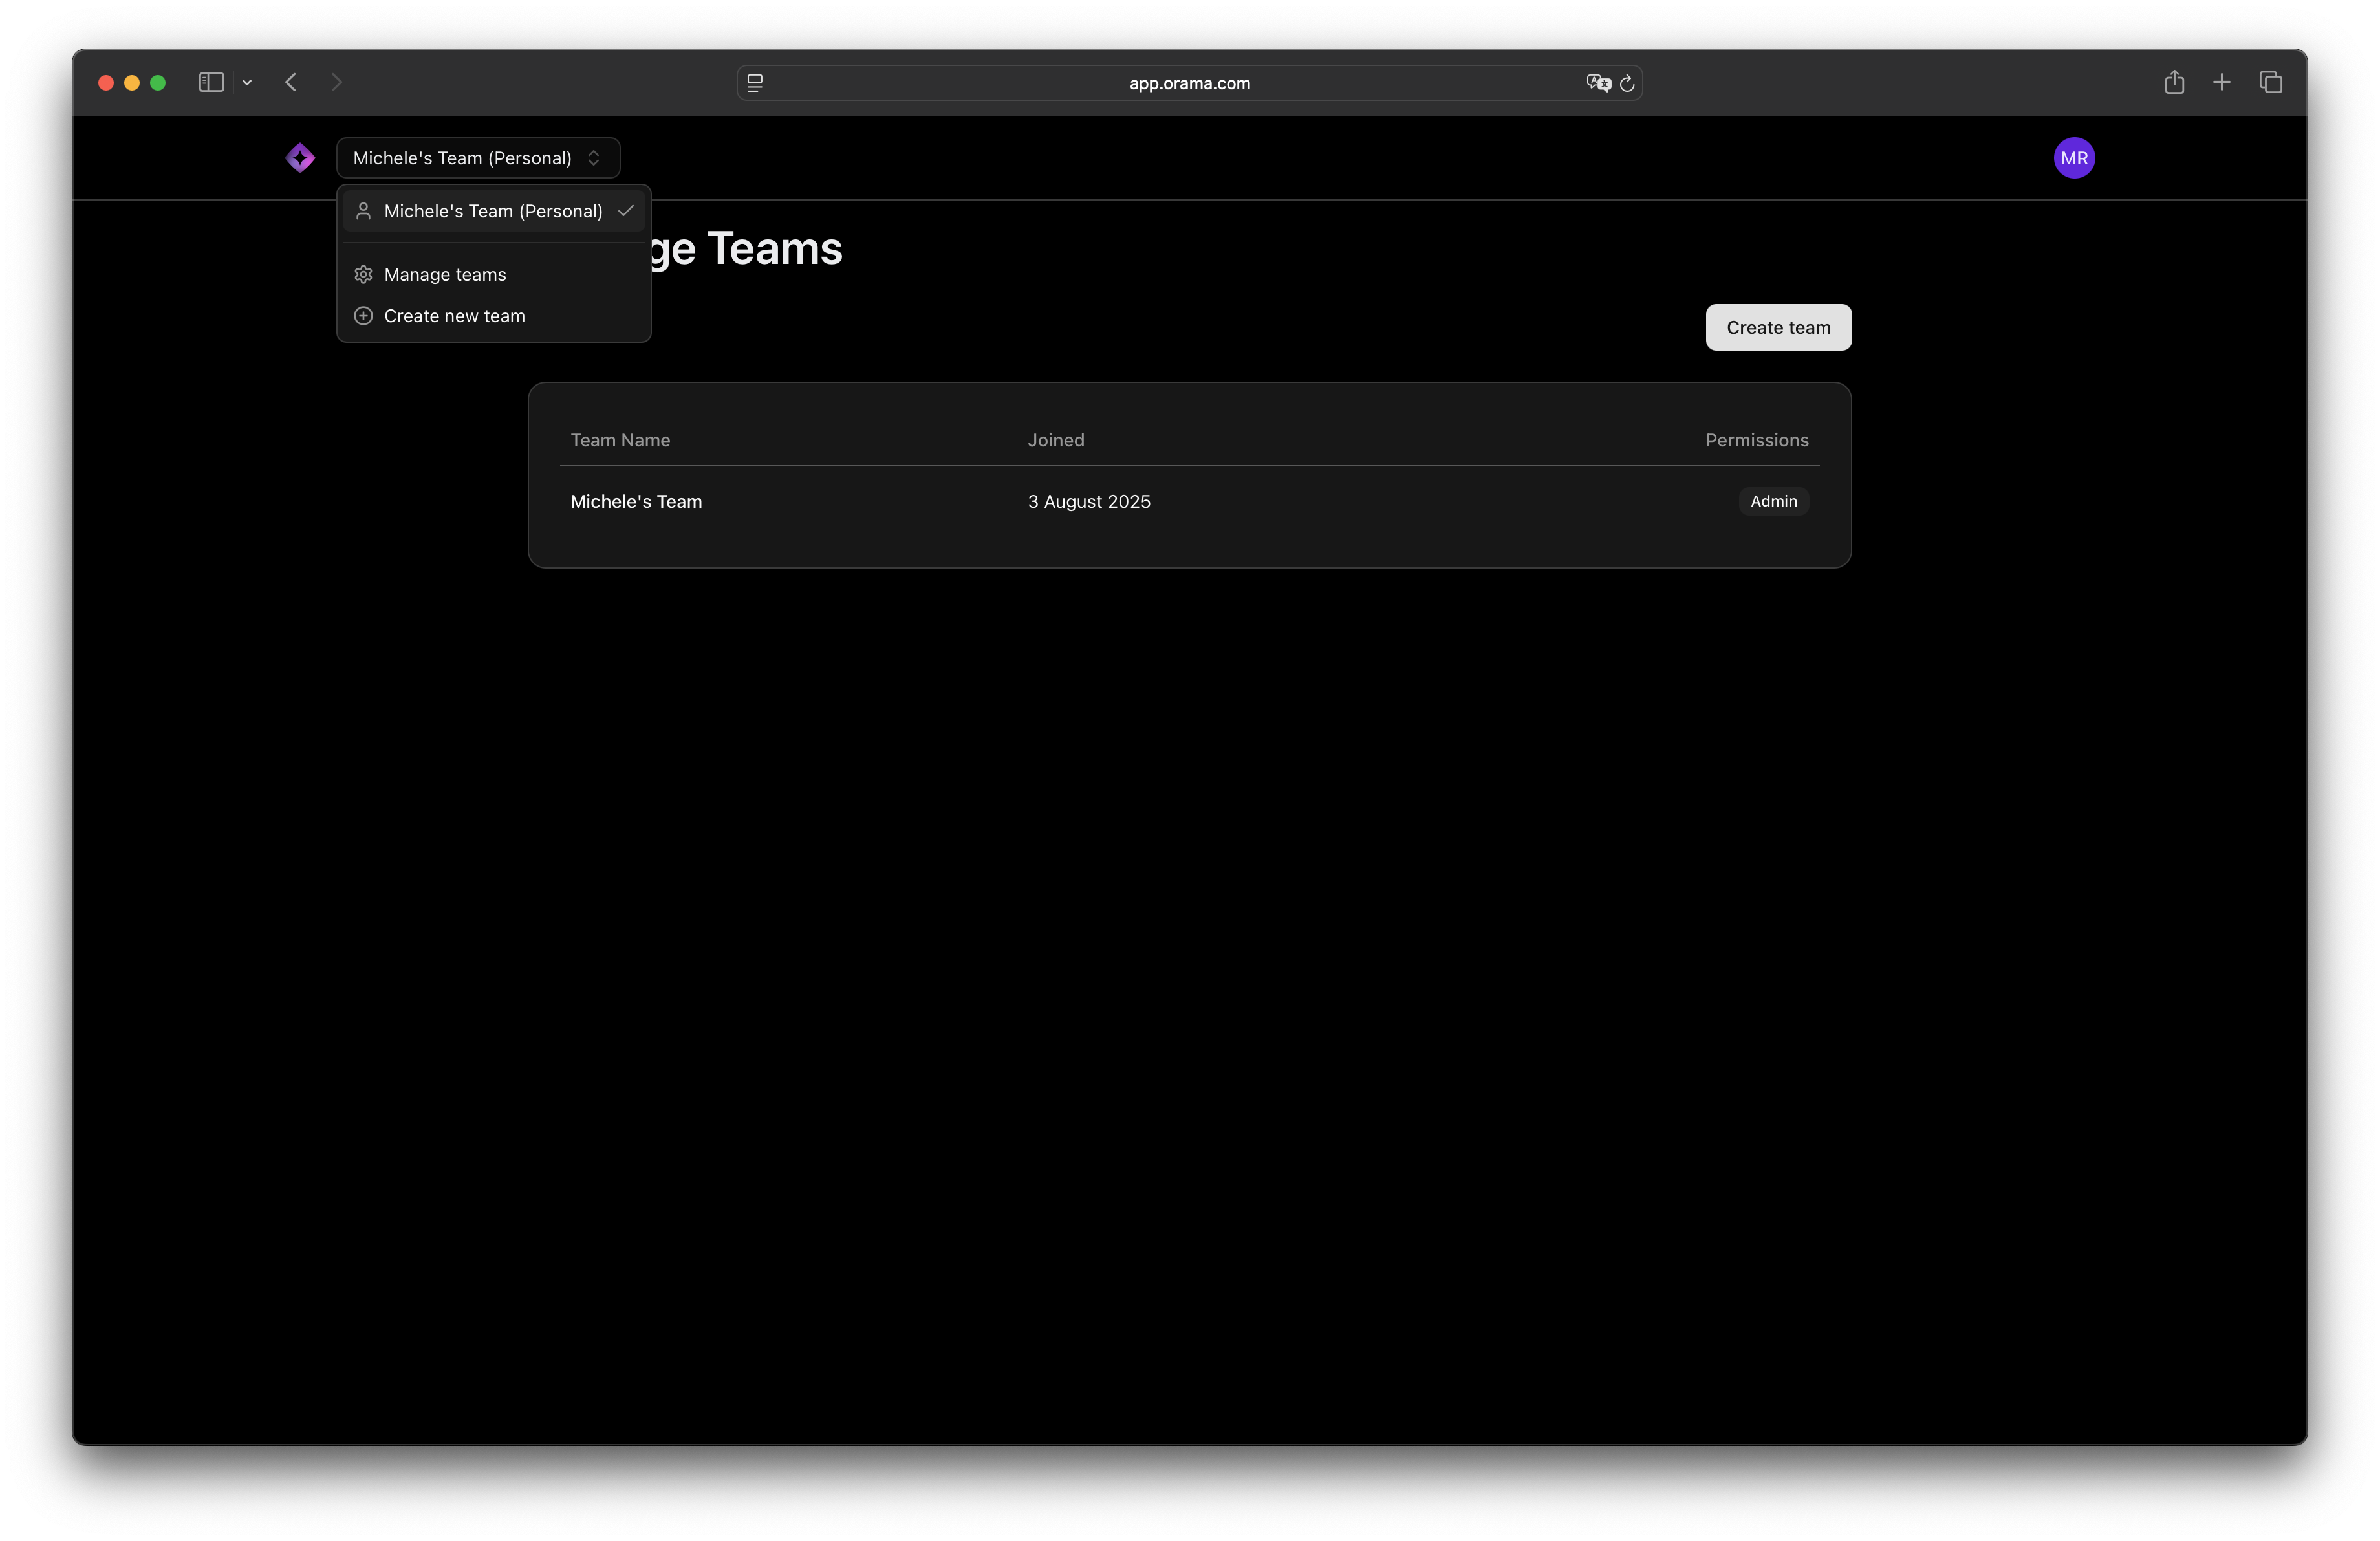 app.orama.com
Michele's Team (Personal)
MR
Michele's Team (Personal)
Manage teams
Create new team
ge Teams
Create team
Team Name Joined Permissions
Michele's Team 3 August 2025 Admin